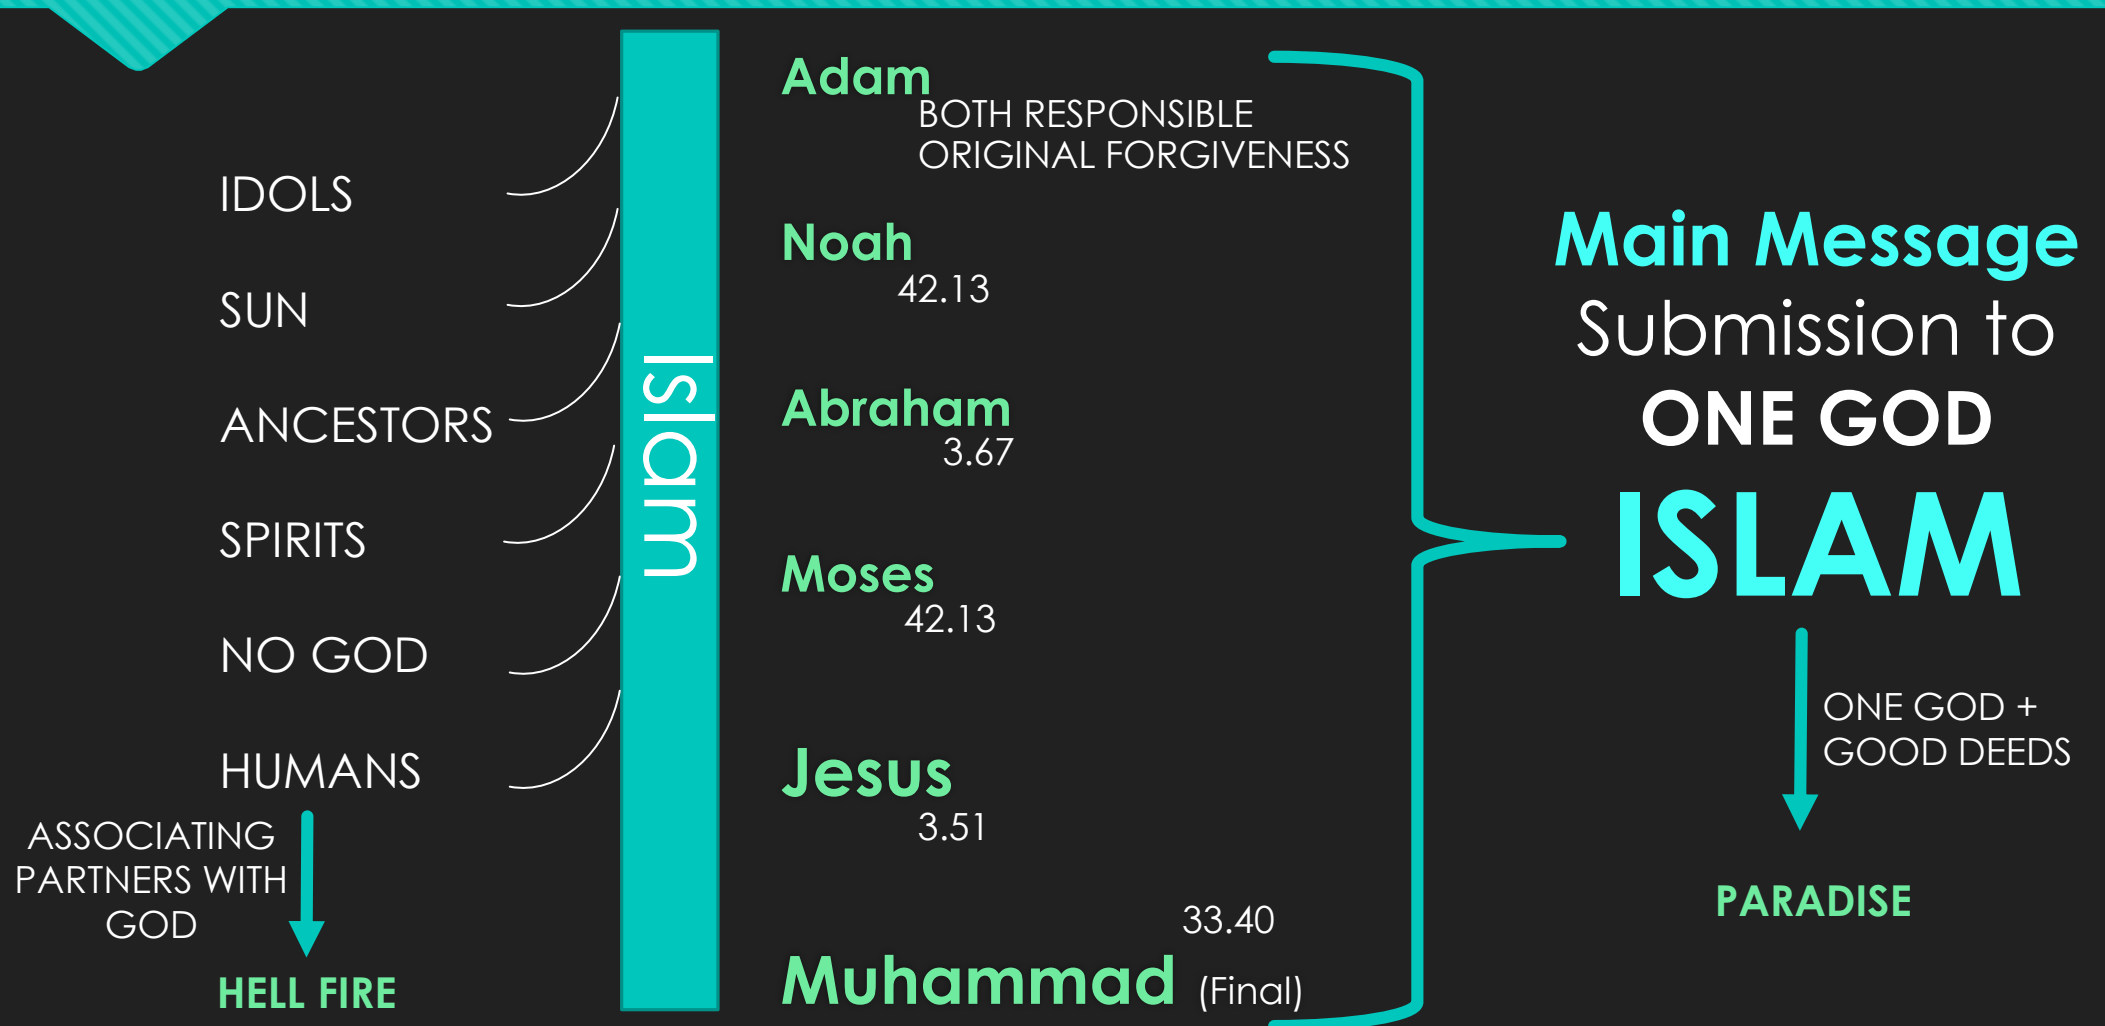 IDOLS
SUN
ANCESTORS
SPIRITS
NO GOD
HUMANS
ASSOCIATING
PARTNERS WITH
GOD
HELL FIRE
Islam
Adam
BOTH RESPONSIBLE
ORIGINAL FORGIVENESS
Noah
42.13
Abraham
3.67
Moses
42.13
Jesus
3.51
33.40
Muhammad (Final)
Main Message
Submission to
ONE GOD
ISLAM
ONE GOD +
GOOD DEEDS
PARADISE